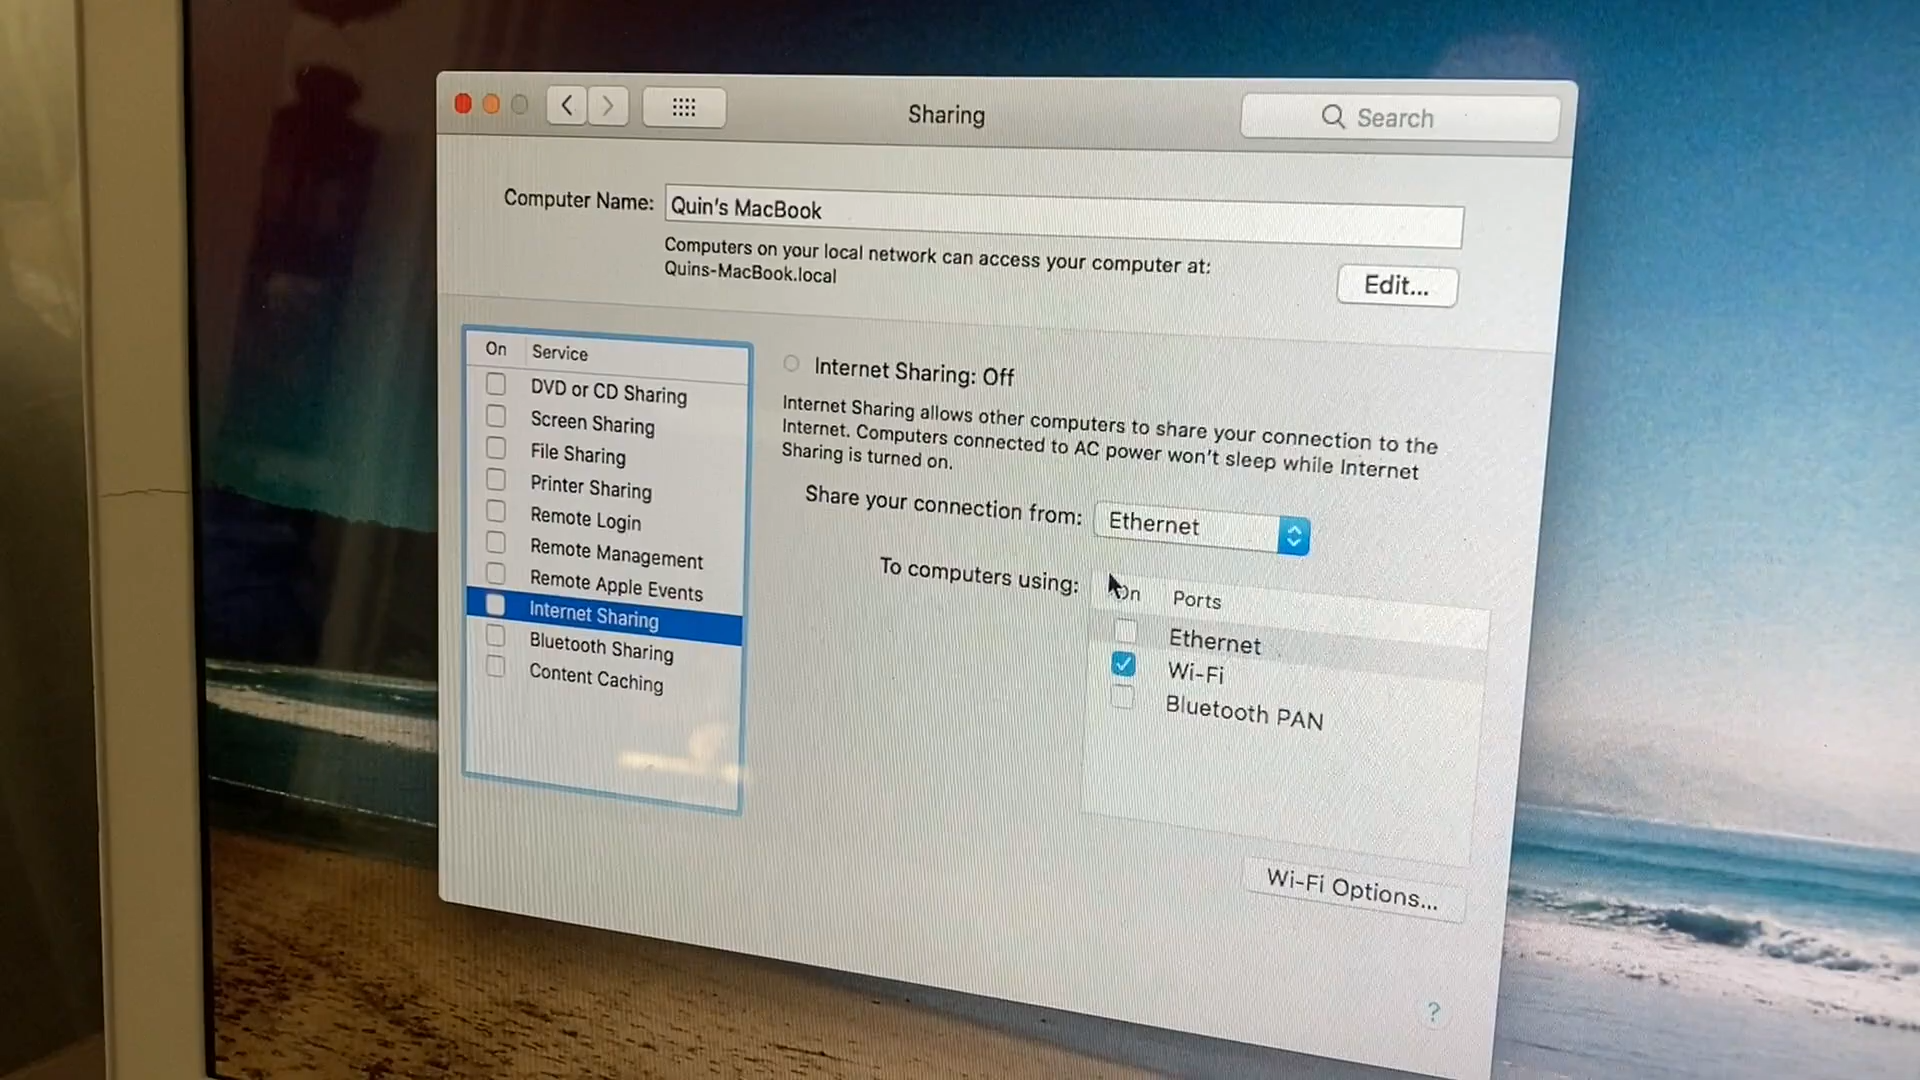 Sharing
Search
Computer Name: Quin's MacBook
Computers on your local network can access your computer at:
Quins-MacBook.local
Edit...
On Service
DVD or CD Sharing
Screen Sharing
File Sharing
Printer Sharing
Remote Login
Remote Management
Remote Apple Events
Internet Sharing
Bluetooth Sharing
Content Caching
Internet Sharing: Off
Internet Sharing allows other computers to share your connection to the
Internet. Computers connected to AC power won't sleep while Internet
Sharing is turned on.
Share your connection from: Ethernet
To computers using: On Ports
Ethernet
Wi-Fi
Bluetooth PAN
Wi-Fi Options...
?